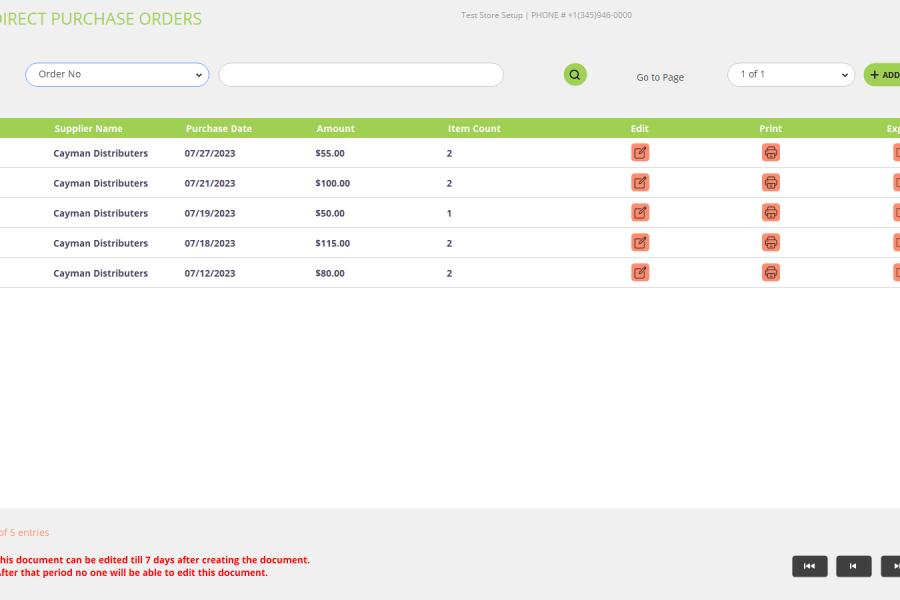 DIRECT PURCHASE ORDERS
Test Store Setup | PHONE # +1(345)946-0000
Order No
Go to Page
1 of 1
ADD
Supplier Name Purchase Date Amount Item Count Edit Print Exp
Cayman Distributers 07/27/2023 $55.00 2
Cayman Distributers 07/21/2023 $100.00 2
Cayman Distributers 07/19/2023 $50.00 1
Cayman Distributers 07/18/2023 $115.00 2
Cayman Distributers 07/12/2023 $80.00 2
of 5 entries
his document can be edited till 7 days after creating the document.
After that period no one will be able to edit this document.